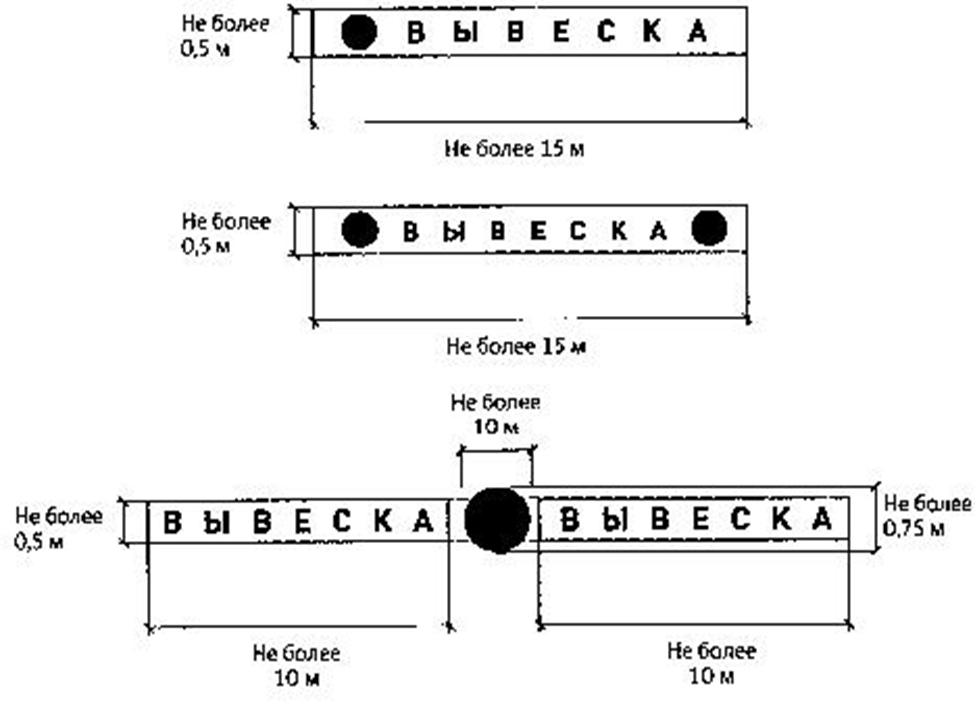 Не более
0,5 м
В Ы В Е С К А
Не более 15 м
Не более
0,5 м
В Ы В Е С К А
Не более 15 м
Не более
10 м
Не более
0,5 м
В Ы В Е С К А
В Ы В Е С К А
Не более
0,75 м
Не более
10 м
Не более
10 м